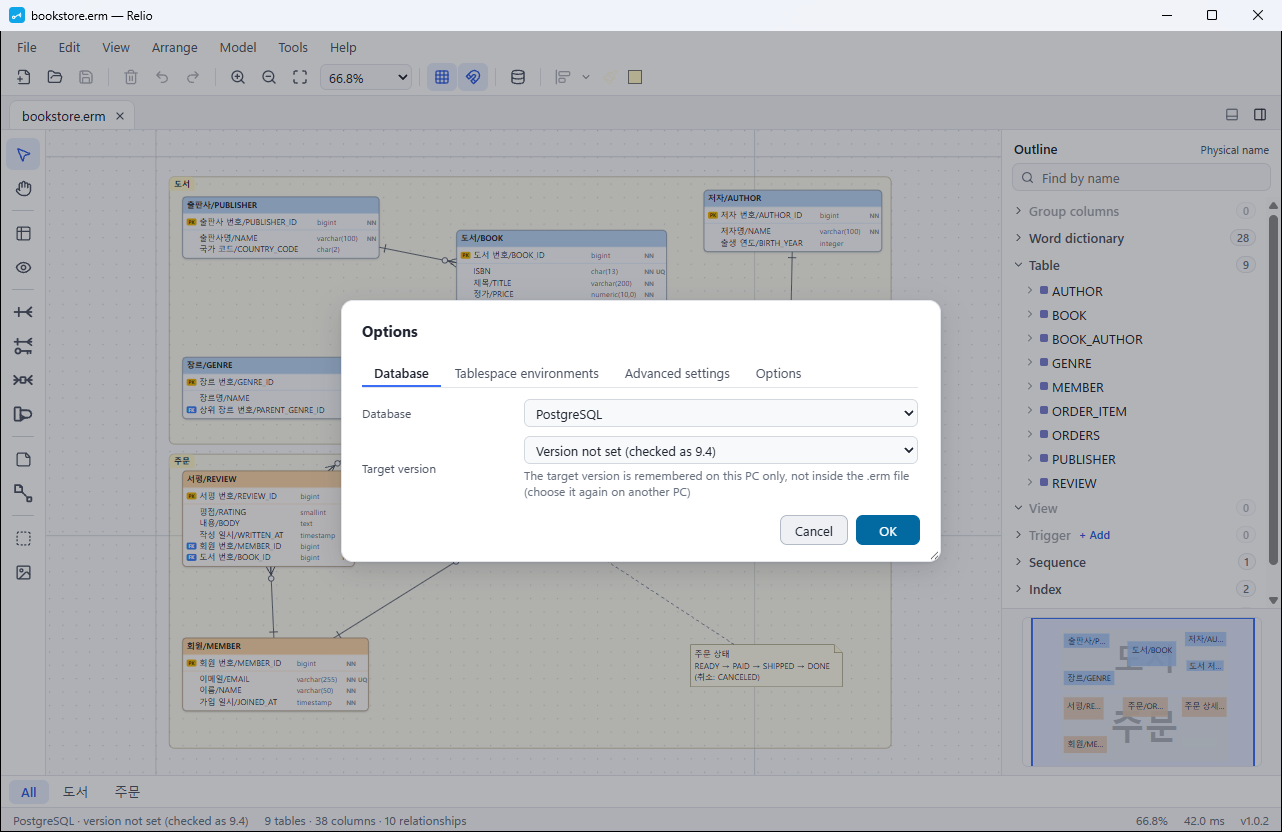 bookstore.erm — Relio
File Edit View Arrange Model Tools Help
66.8%
bookstore.erm
도서
출판사/PUBLISHER
PK 출판사 번호/PUBLISHER_ID bigint NN
출판사명/NAME varchar(100) NN
국가 코드/COUNTRY_CODE char(2)
도서/BOOK
PK 도서 번호/BOOK_ID bigint NN
ISBN char(13) NN UQ
제목/TITLE varchar(200) NN
정가/PRICE numeric(10,0) NN
저자/AUTHOR
PK 저자 번호/AUTHOR_ID bigint NN
저자명/NAME varchar(100) NN
출생 연도/BIRTH_YEAR integer
장르/GENRE
PK 장르 번호/GENRE_ID
장르명/NAME
FK 상위 장르 번호/PARENT_GENRE_ID
Options
Database Tablespace environments Advanced settings Options
Database PostgreSQL
Target version Version not set (checked as 9.4)
The target version is remembered on this PC only, not inside the .erm file
(choose it again on another PC)
Cancel OK
주문
서평/REVIEW
PK 서평 번호/REVIEW_ID bigint
평점/RATING smallint
내용/BODY text
작성 일시/WRITTEN_AT timestamp
FK 회원 번호/MEMBER_ID bigint
FK 도서 번호/BOOK_ID bigint
회원/MEMBER
PK 회원 번호/MEMBER_ID bigint NN
이메일/EMAIL varchar(255) NN UQ
이름/NAME varchar(50) NN
가입 일시/JOINED_AT timestamp NN
주문 상태
READY → PAID → SHIPPED → DONE
(취소: CANCELED)
Outline Physical name
Find by name
Group columns 0
Word dictionary 28
Table 9
AUTHOR
BOOK
BOOK_AUTHOR
GENRE
MEMBER
ORDER_ITEM
ORDERS
PUBLISHER
REVIEW
View 0
Trigger + Add 0
Sequence 1
Index 2
출판사/P... 저자/AU...
도서/BOOK
도서 저...
장르/GENRE
서평/RE... 주문/OR... 주문 상세...
주문
회원/ME...
All 도서 주문
PostgreSQL · version not set (checked as 9.4) 9 tables · 38 columns · 10 relationships 66.8% 42.0 ms v1.0.2